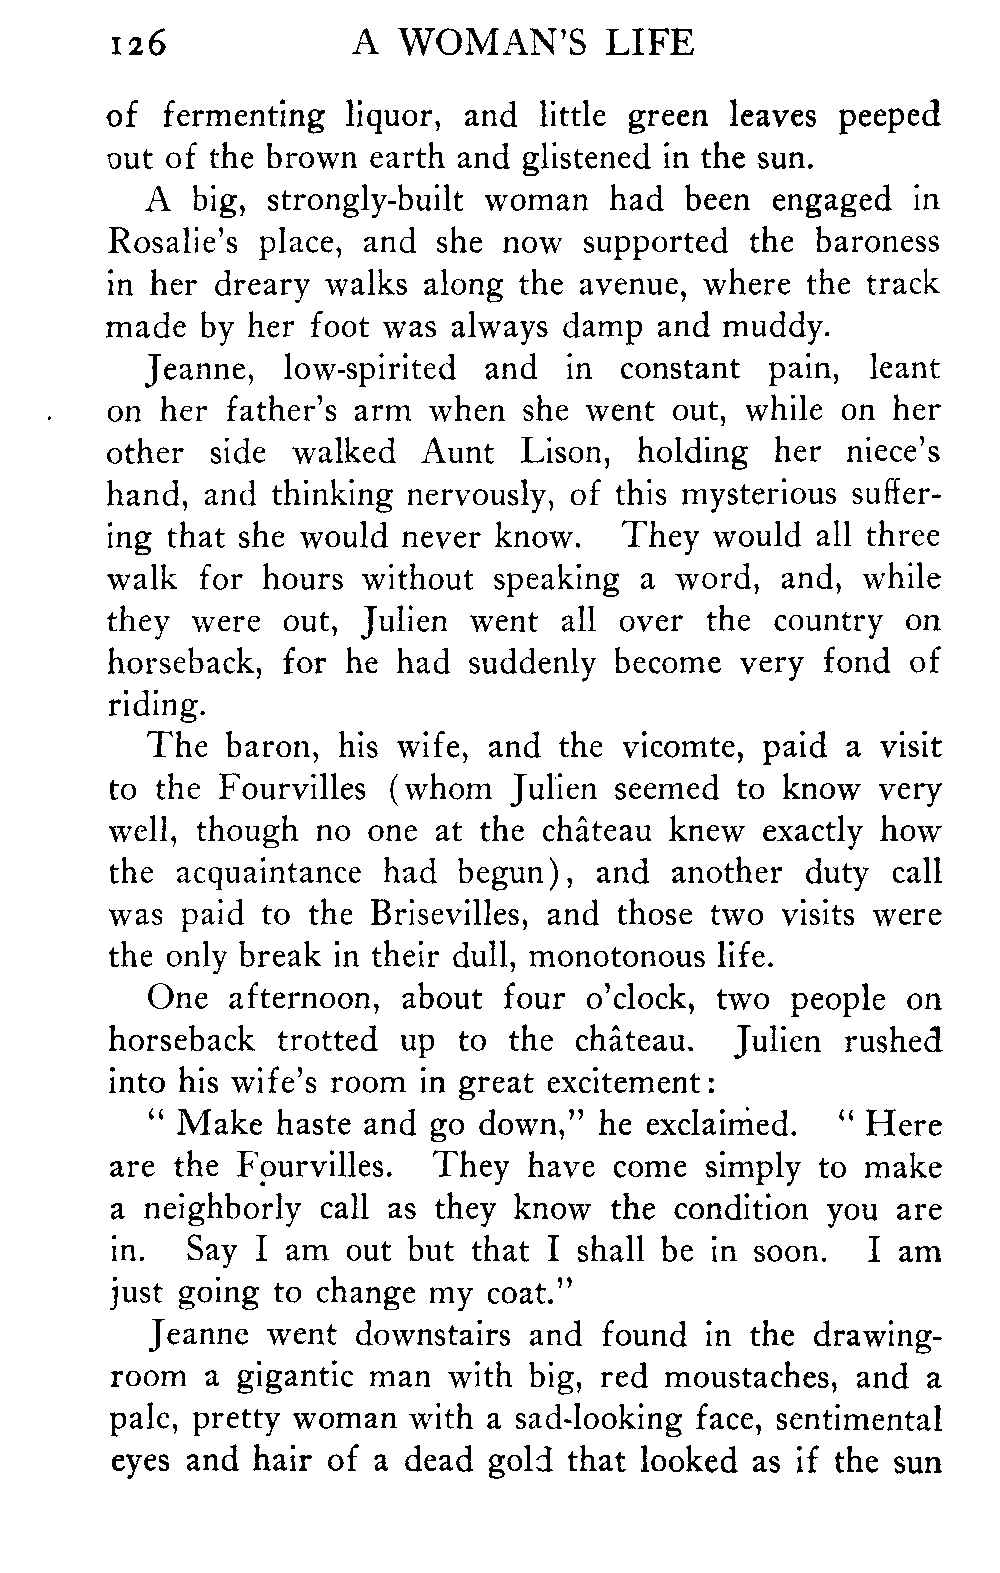 126 A WOMAN'S LIFE
of fermenting liquor, and little green leaves peeped
out of the brown earth and glistened in the sun.
A big, strongly-built woman had been engaged in
Rosalie's place, and she now supported the baroness
in her dreary walks along the avenue, where the track
made by her foot was always damp and muddy.
Jeanne, low-spirited and in constant pain, leant
on her father's arm when she went out, while on her
other side walked Aunt Lison, holding her niece's
hand, and thinking nervously, of this mysterious suffer-
ing that she would never know. They would all three
walk for hours without speaking a word, and, while
they were out, Julien went all over the country on
horseback, for he had suddenly become very fond of
riding.
The baron, his wife, and the vicomte, paid a visit
to the Fourvilles (whom Julien seemed to know very
well, though no one at the château knew exactly how
the acquaintance had begun), and another duty call
was paid to the Brisevilles, and those two visits were
the only break in their dull, monotonous life.
One afternoon, about four o'clock, two people on
horseback trotted up to the château. Julien rushed
into his wife's room in great excitement:
“ Make haste and go down,” he exclaimed. “ Here
are the Fourvilles. They have come simply to make
a neighborly call as they know the condition you are
in. Say I am out but that I shall be in soon. I am
just going to change my coat.”
Jeanne went downstairs and found in the drawing-
room a gigantic man with big, red moustaches, and a
pale, pretty woman with a sad-looking face, sentimental
eyes and hair of a dead gold that looked as if the sun